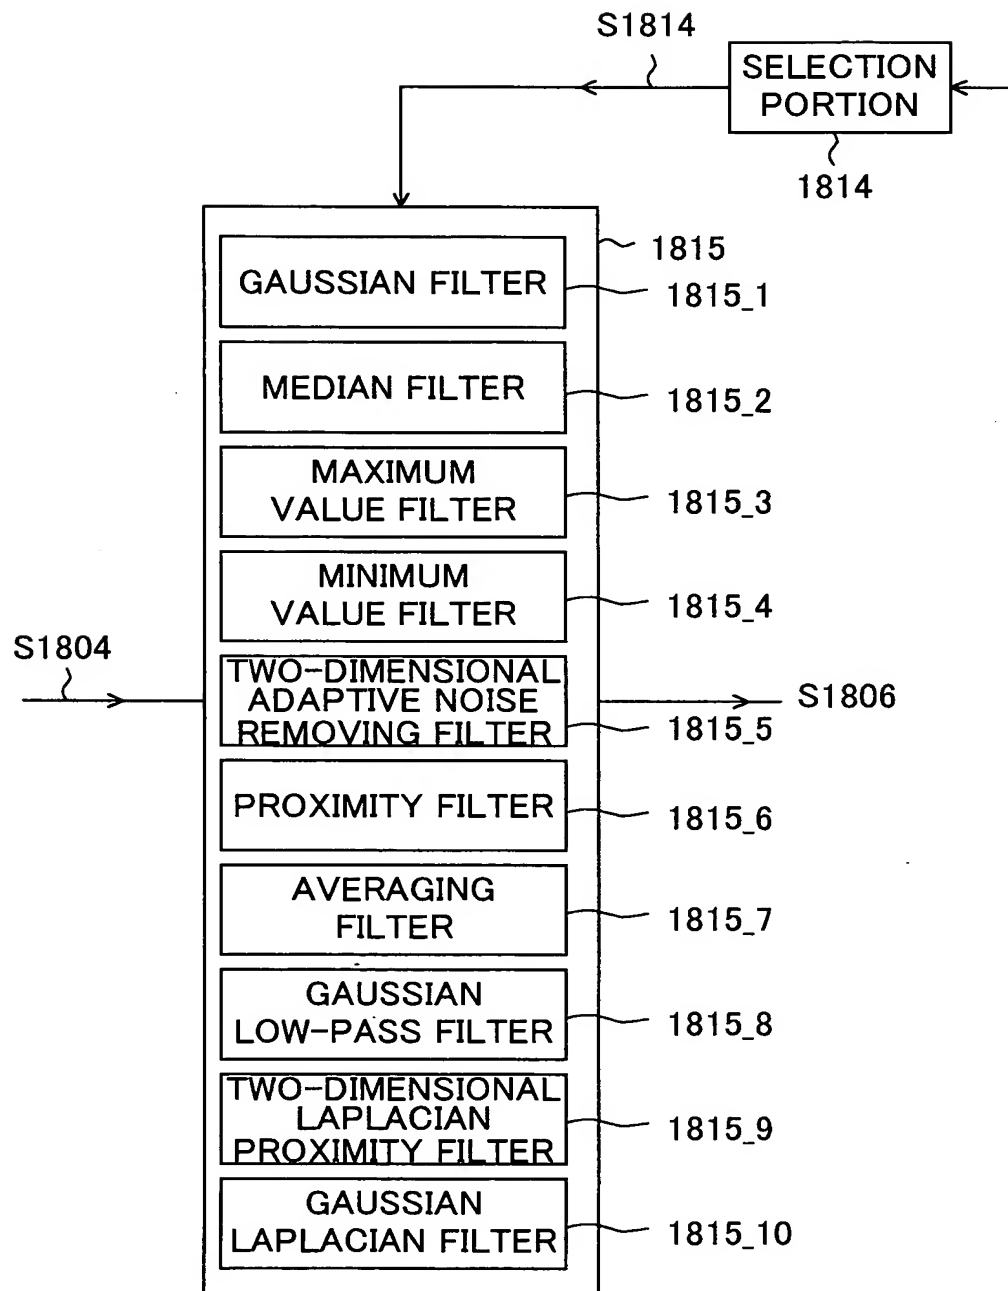 S1814
SELECTION
PORTION
1814
1815
GAUSSIAN FILTER
1815_1
MEDIAN FILTER
1815_2
MAXIMUM
VALUE FILTER
1815_3
MINIMUM
VALUE FILTER
1815_4
S1804
TWO-DIMENSIONAL
ADAPTIVE NOISE
REMOVING FILTER
1815_5
S1806
PROXIMITY FILTER
1815_6
AVERAGING
FILTER
1815_7
GAUSSIAN
LOW-PASS FILTER
1815_8
TWO-DIMENSIONAL
LAPLACIAN
PROXIMITY FILTER
1815_9
GAUSSIAN
LAPLACIAN FILTER
1815_10